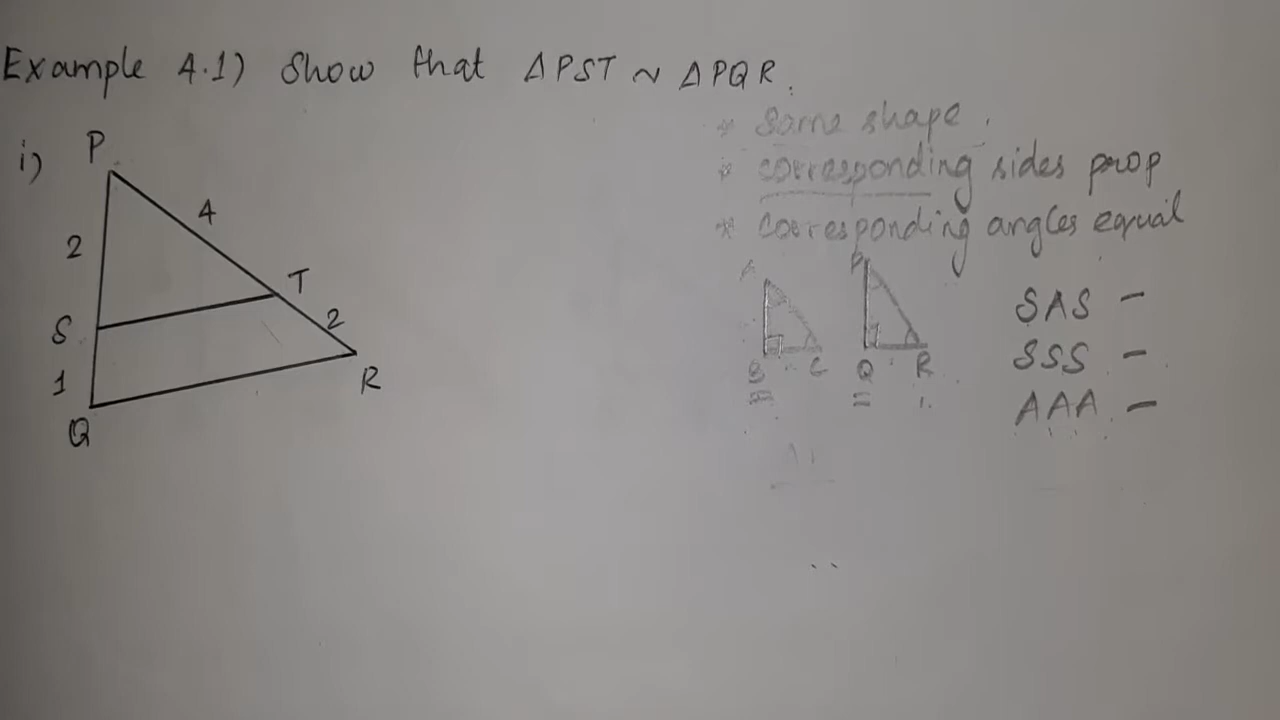 Example 4.1) Show that ΔPST ~ ΔPQR.
* Same shape.
* corresponding sides prop
* corresponding angles equal
i)
P
4
2
T
S
2
1
R
Q
B C Q R
= =
SAS –
SSS –
AAA –